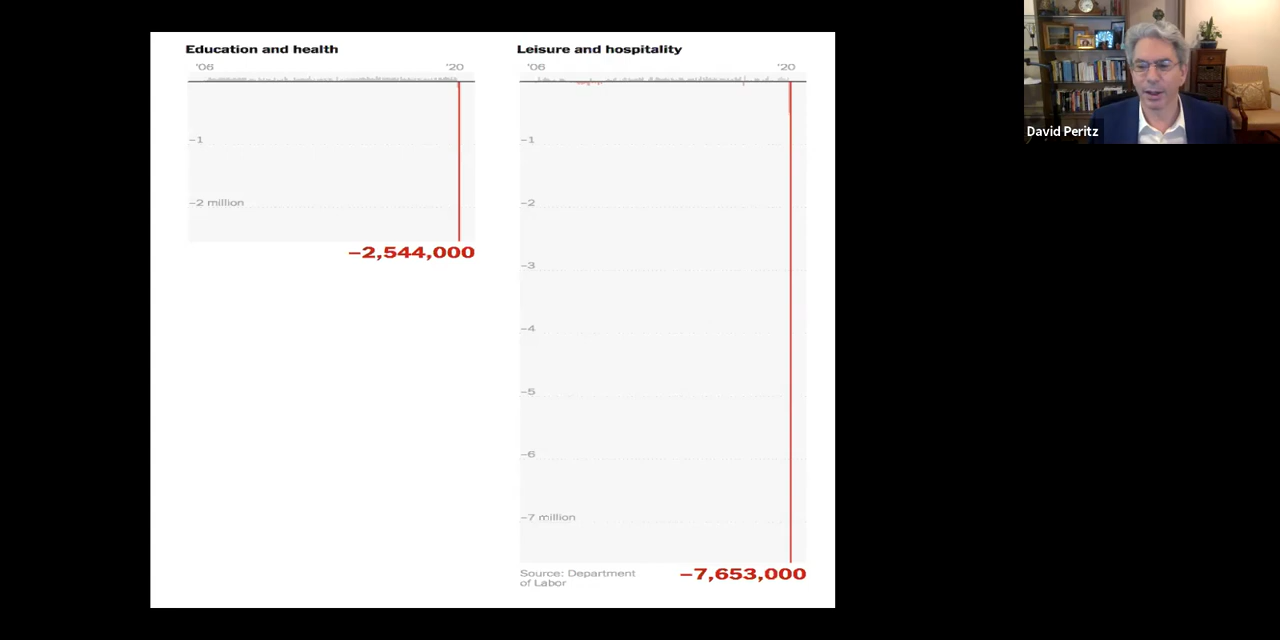 Education and health
'06 '20
−1
−2 million
−2,544,000
Leisure and hospitality
'06 '20
−1
−2
−3
−4
−5
−6
−7 million
−7,653,000
Source: Department
of Labor
David Peritz